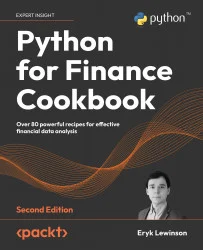 EXPERT INSIGHT
python™
Python
for Finance
Cookbook
Over 80 powerful recipes for effective
financial data analysis
Second Edition
Eryk Lewinson
<packt>